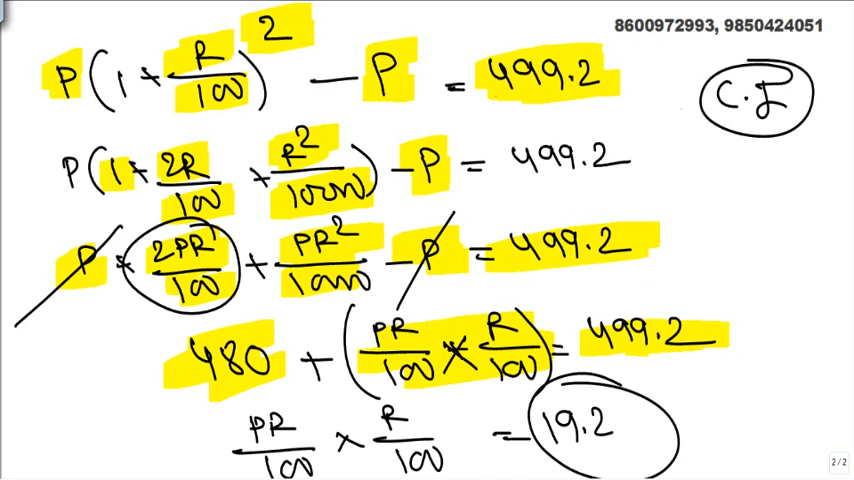 8600972993, 9850424051
P(1+R/100)^2 - P = 499.2
C.I
P(1+2R/100+R^2/10000) - P = 499.2
P+2PR/100+PR^2/10000 - P = 499.2
480+(PR/100×R/100) = 499.2
PR/100×R/100 = 19.2
2/2